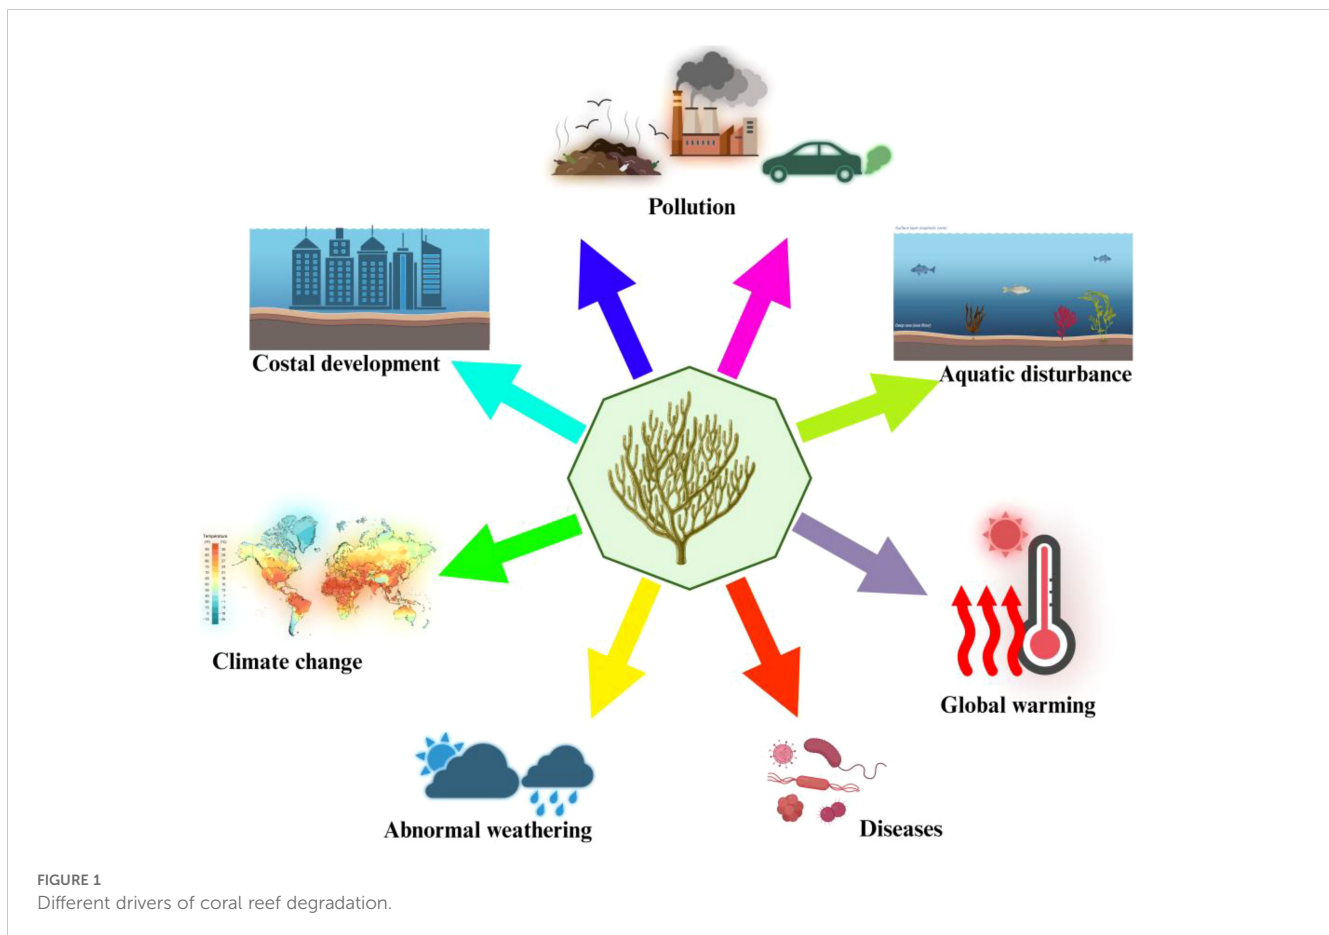 Pollution
Costal development
Aquatic disturbance
Temperature
Climate change
Global warming
Abnormal weathering
Diseases
FIGURE 1
Different drivers of coral reef degradation.